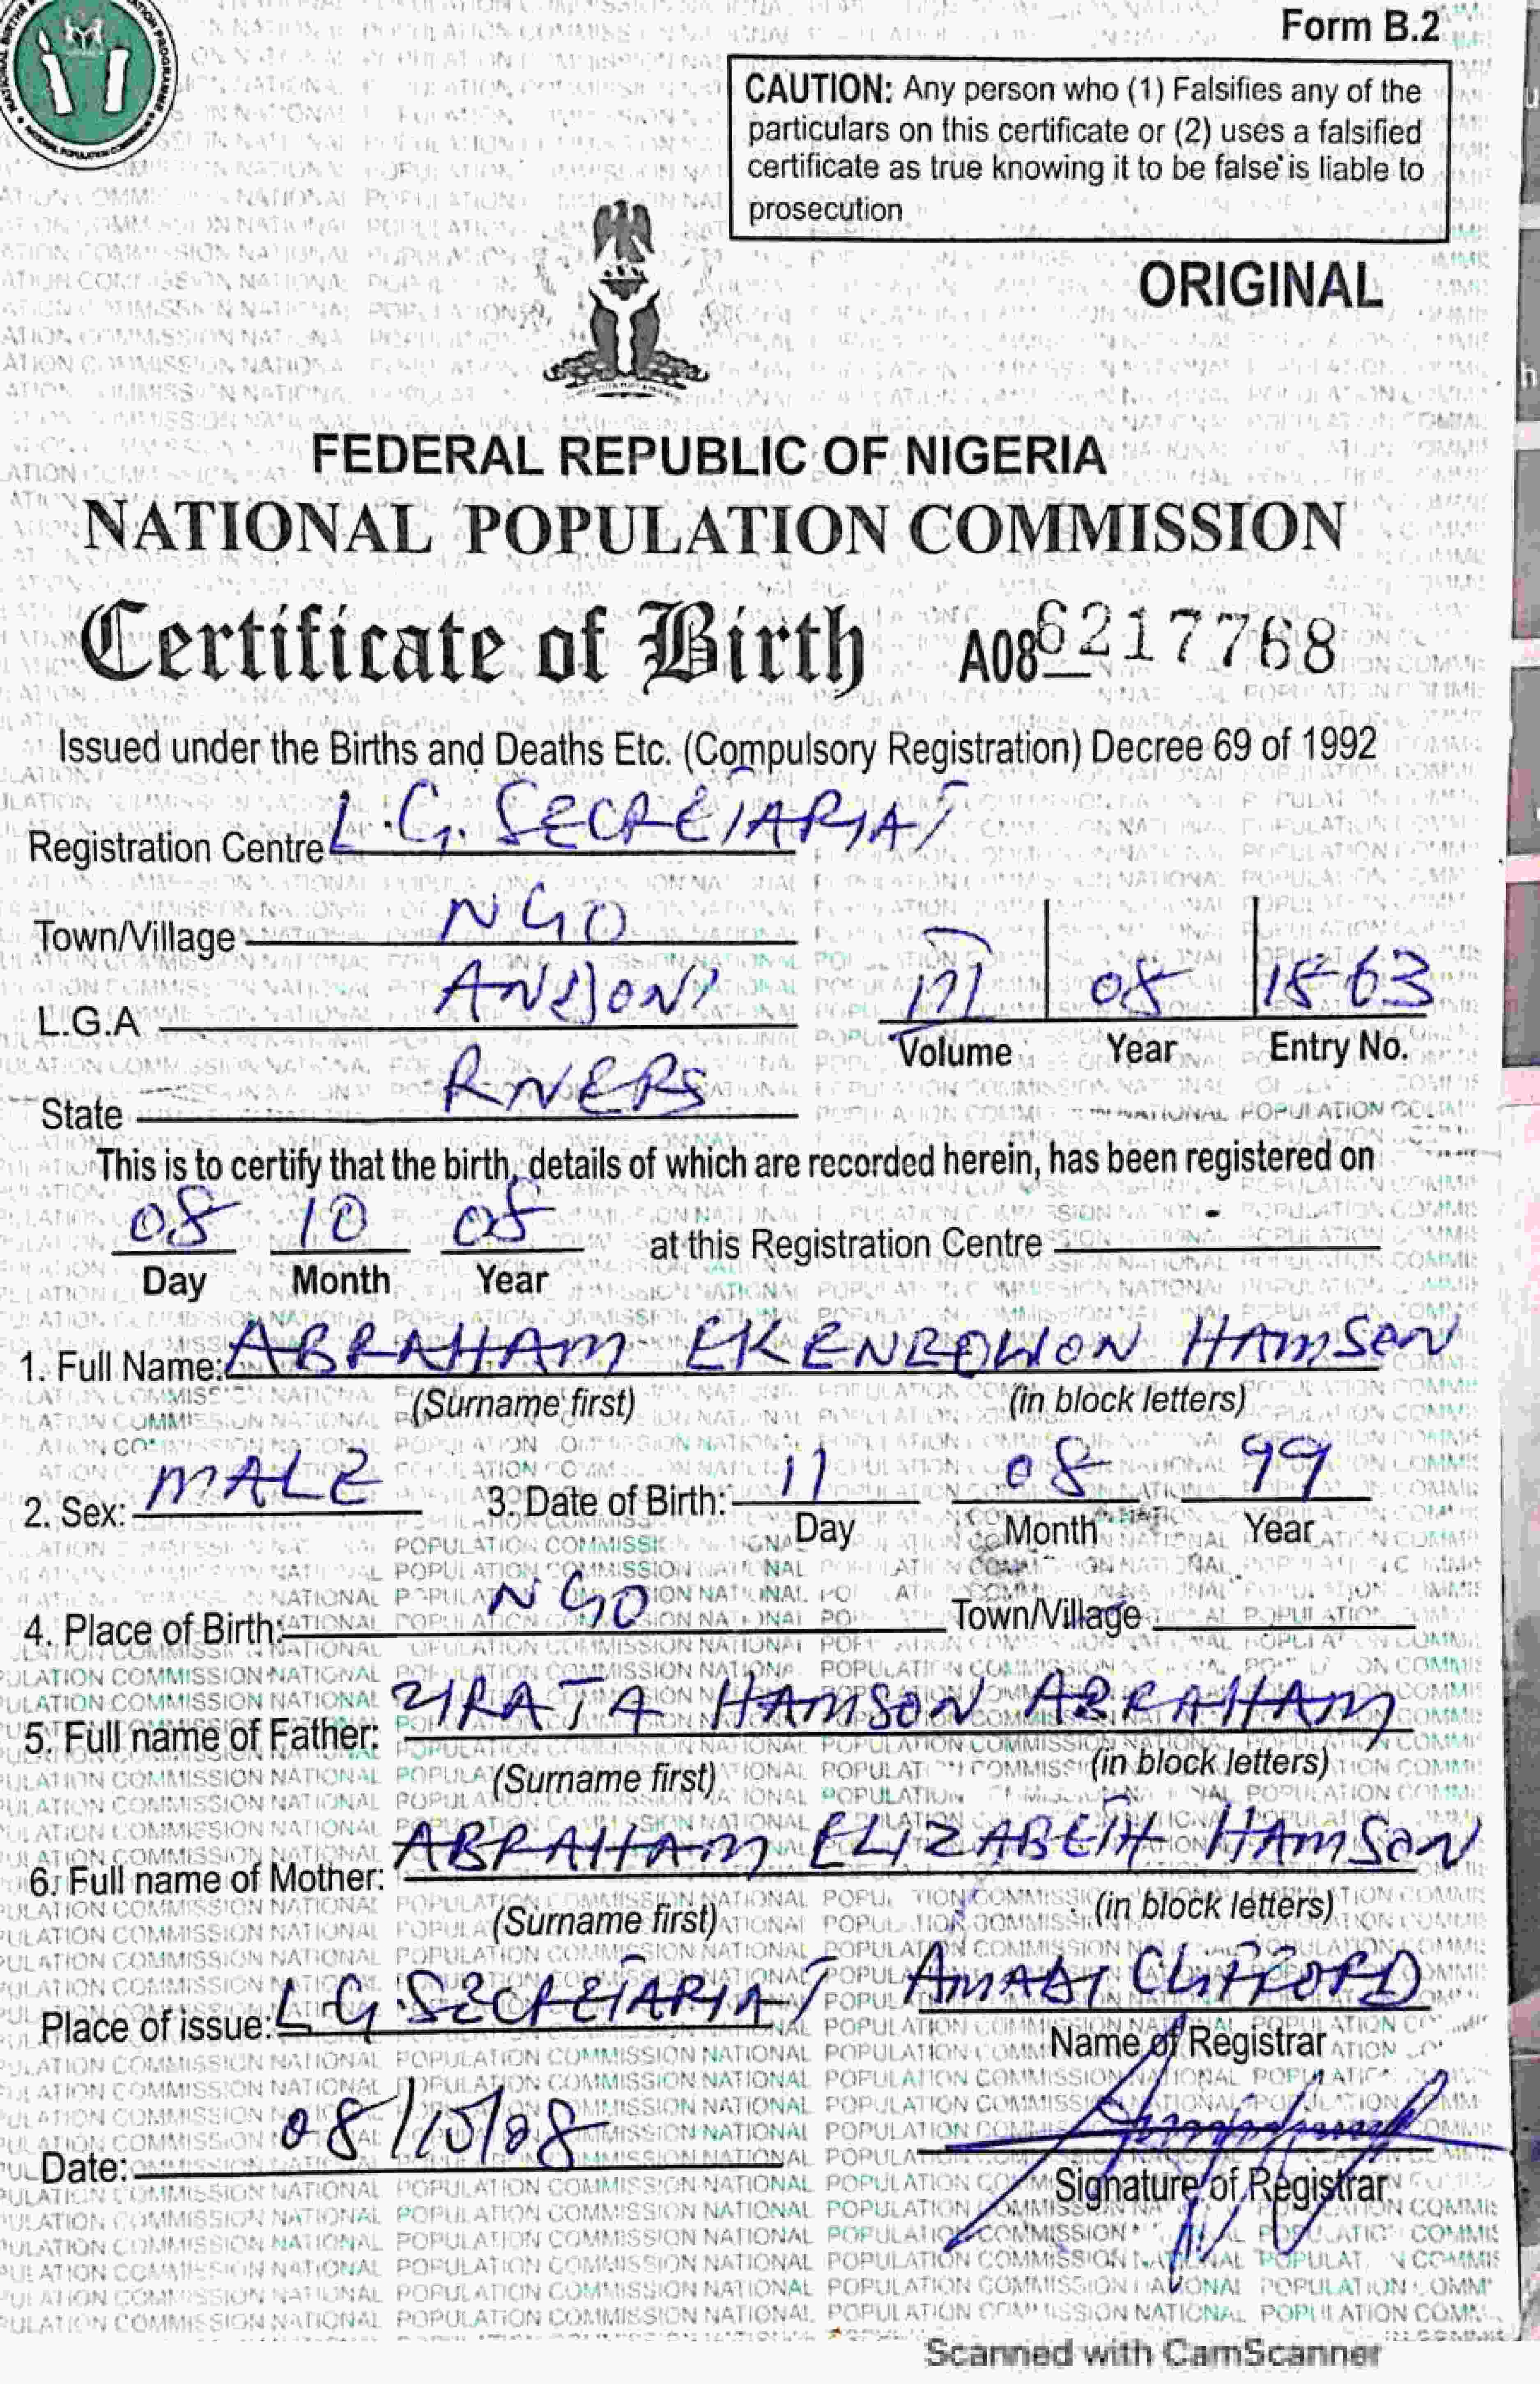 Form B.2
CAUTION: Any person who (1) Falsifies any of the
particulars on this certificate or (2) uses a falsified
certificate as true knowing it to be false is liable to
prosecution
ORIGINAL
FEDERAL REPUBLIC OF NIGERIA
NATIONAL POPULATION COMMISSION
Certificate of Birth A086217768
Issued under the Births and Deaths Etc. (Compulsory Registration) Decree 69 of 1992
Registration Centre L.G. SECRETARIAT
Town/Village NGO
L.G.A ANDONI
III 08 1863
Volume Year Entry No.
State RIVERS
This is to certify that the birth, details of which are recorded herein, has been registered on
08 10 08 at this Registration Centre
Day Month Year
1. Full Name: ABRAHAM HAMSON
(Surname first) (in block letters)
2. Sex: MALE 3. Date of Birth: 11 08 99
Day Month Year
4. Place of Birth: NGO Town/Village
5. Full name of Father: ZIRATA HAMSON ABRAHAM
(Surname first) (in block letters)
6. Full name of Mother: ABRAHAM ELIZABETH HAMSON
(Surname first) (in block letters)
Place of issue: L.G. SECRETARIAT AMADI CLIFFORD
Name of Registrar
Date: 08/10/08
Signature of Registrar
Scanned with CamScanner